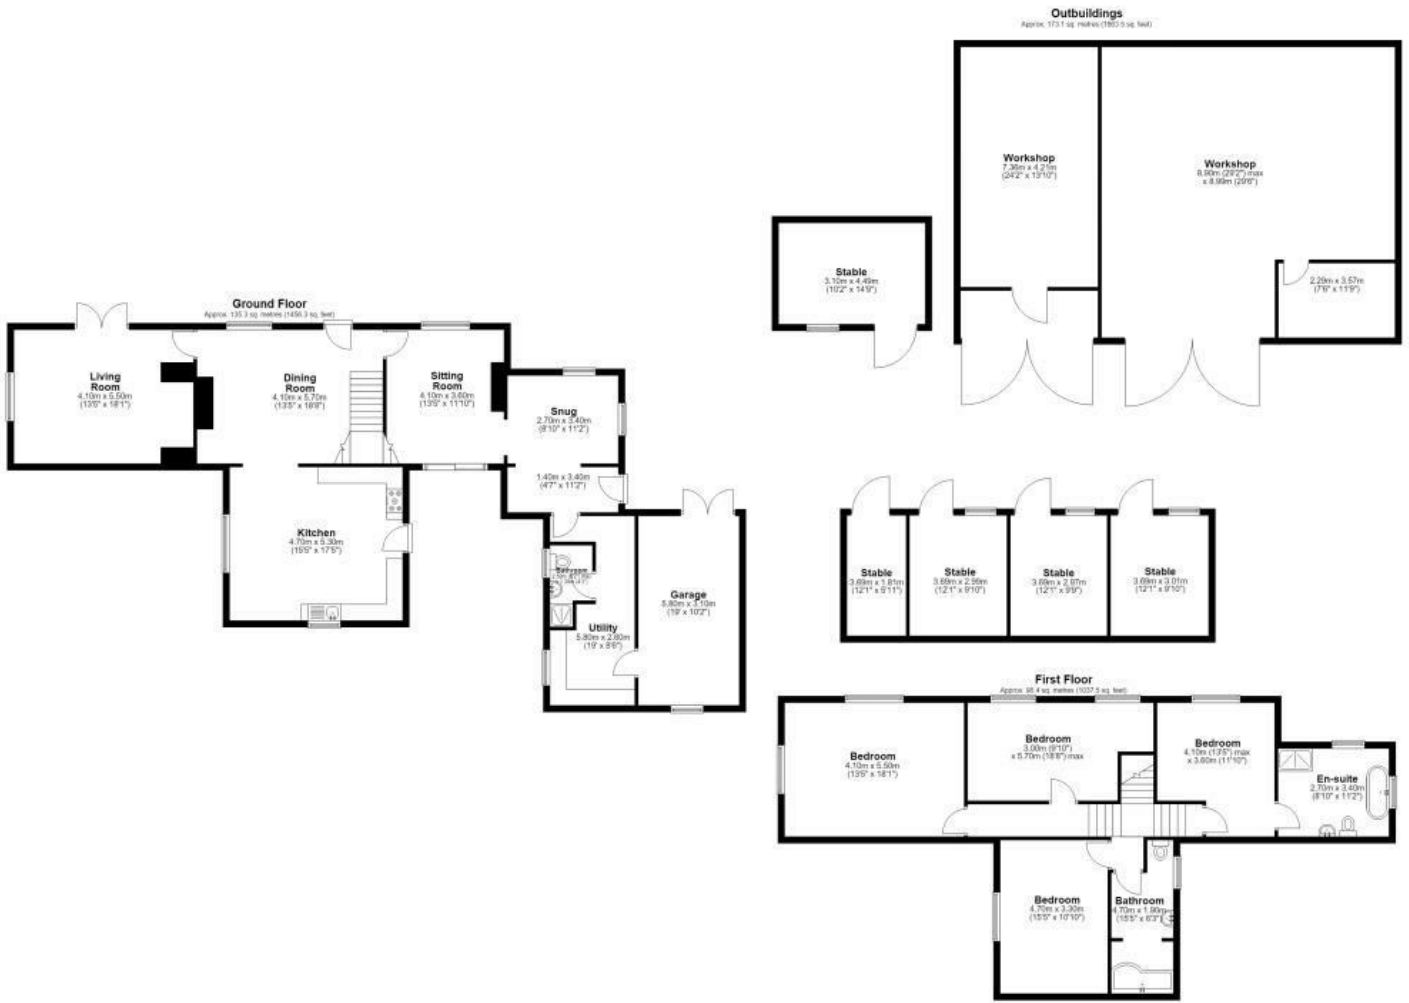 Outbuildings
Approx. 173.1 sq. metres (1863.5 sq. feet)
Workshop
7.36m x 4.21m
(24'2" x 13'10")
Workshop
8.90m (29'2") max
x 8.99m (29'6")
2.29m x 3.57m
(7'6" x 11'9")
Stable
3.10m x 4.49m
(10'2" x 14'9")
Ground Floor
Approx. 135.3 sq. metres (1456.3 sq. feet)
Living
Room
4.10m x 5.50m
(13'5" x 18'1")
Dining
Room
4.10m x 5.70m
(13'5" x 18'8")
Sitting
Room
4.10m x 3.60m
(13'5" x 11'10")
Snug
2.70m x 3.40m
(8'10" x 11'2")
1.40m x 3.40m
(4'7" x 11'2")
Kitchen
4.70m x 5.30m
(15'5" x 17'5")
Bathroom
Utility
5.80m x 2.60m
(19' x 8'6")
Garage
5.80m x 3.10m
(19' x 10'2")
Stable
3.69m x 1.81m
(12'1" x 5'11")
Stable
3.69m x 2.99m
(12'1" x 9'10")
Stable
3.69m x 2.97m
(12'1" x 9'9")
Stable
3.69m x 3.01m
(12'1" x 9'10")
First Floor
Approx. 96.4 sq. metres (1037.5 sq. feet)
Bedroom
4.10m x 5.50m
(13'5" x 18'1")
Bedroom
3.00m (9'10")
x 5.70m (18'8") max
Bedroom
4.10m (13'5") max
x 3.60m (11'10")
En-suite
2.70m x 3.40m
(8'10" x 11'2")
Bedroom
4.70m x 3.30m
(15'5" x 10'10")
Bathroom
4.70m x 1.90m
(15'5" x 6'3")